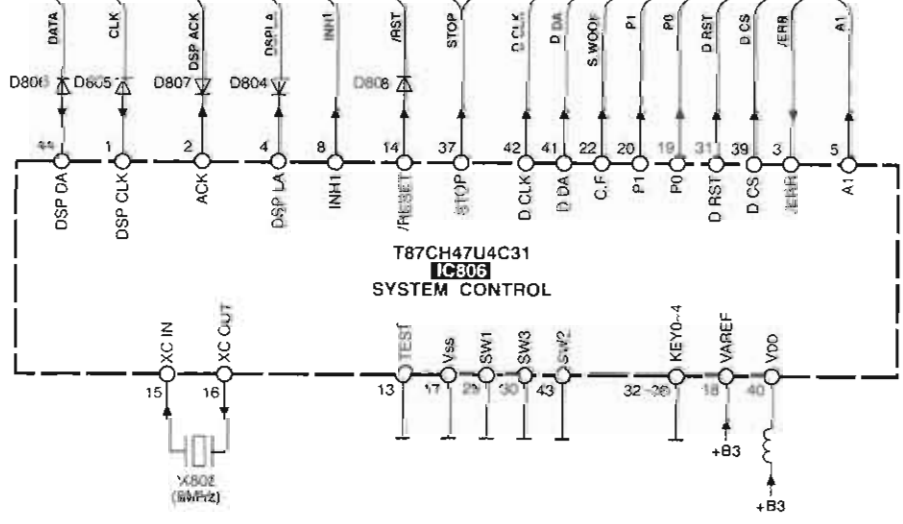 DATA CLK DSP ACK DSPLA INH1 /RST STOP D CLK D DA S.WOOF P1 P0 D RST D CS /ERR A1
D806 D805 D807 D804 D808
44 1 2 4 8 14 37 42 41 22 20 19 31 39 3 5
DSP DA DSP CLK ACK DSP LA INH1 /RESET STOP D CLK D DA C.F P1 P0 D RST D CS /ERR A1
T87CH47U4C31
IC806
SYSTEM CONTROL
XC IN XC OUT TEST Vss SW1 SW3 SW2 KEY0~4 VAREF VDD
15 16 13 17 29 30 43 32 18 40
X802
+B3
+B3